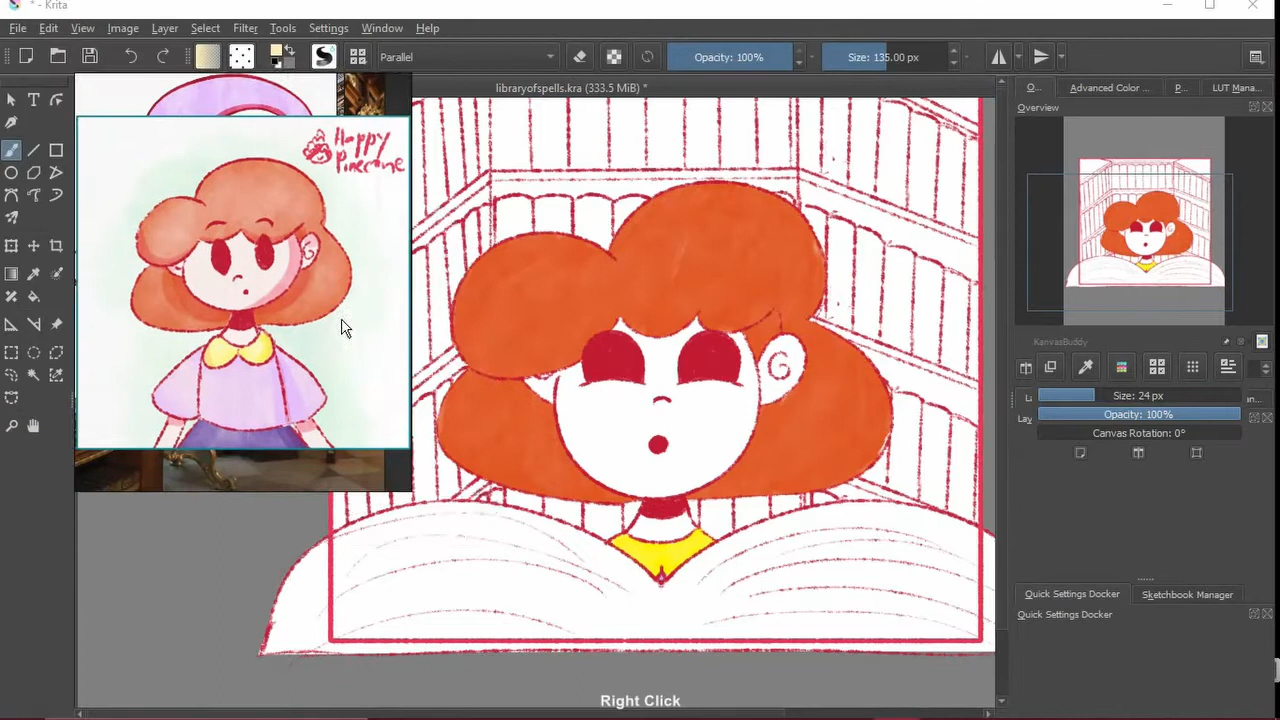 * - Krita
File Edit View Image Layer Select Filter Tools Settings Window Help
Parallel Opacity: 100% Size: 135.00 px
libraryofspells.kra (333.5 MiB) *
O... Advanced Color ... P... LUT Mana...
Overview
Happy
Pinecone
KanvasBuddy
Size: 24 px
Opacity: 100%
Canvas Rotation: 0°
Quick Settings Docker Sketchbook Manager
Quick Settings Docker
Right Click